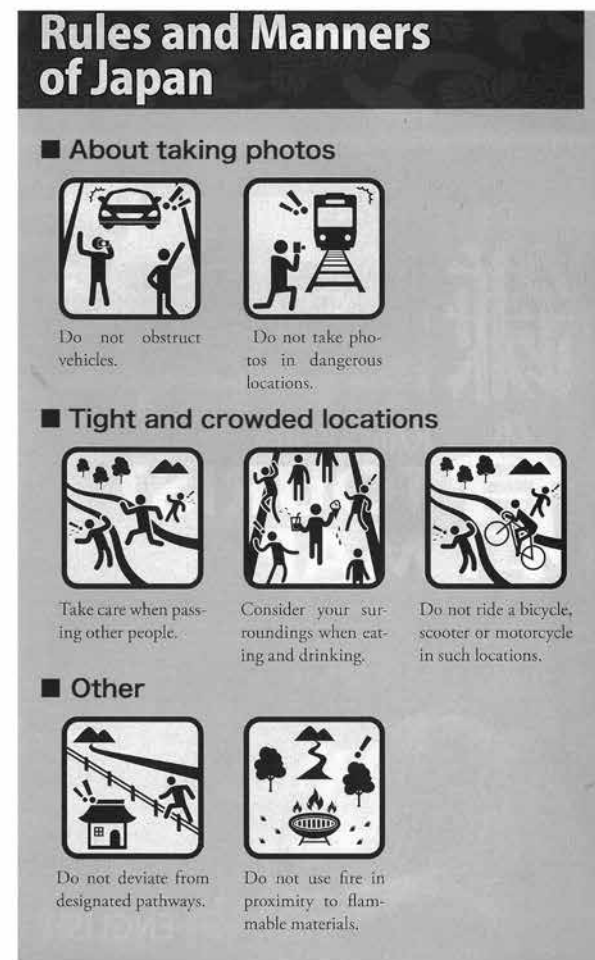 Rules and Manners
of Japan
■ About taking photos
Do not obstruct
vehicles.
Do not take pho-
tos in dangerous
locations.
■ Tight and crowded locations
Take care when pass-
ing other people.
Consider your sur-
roundings when eat-
ing and drinking.
Do not ride a bicycle,
scooter or motorcycle
in such locations.
■ Other
Do not deviate from
designated pathways.
Do not use fire in
proximity to flam-
mable materials.